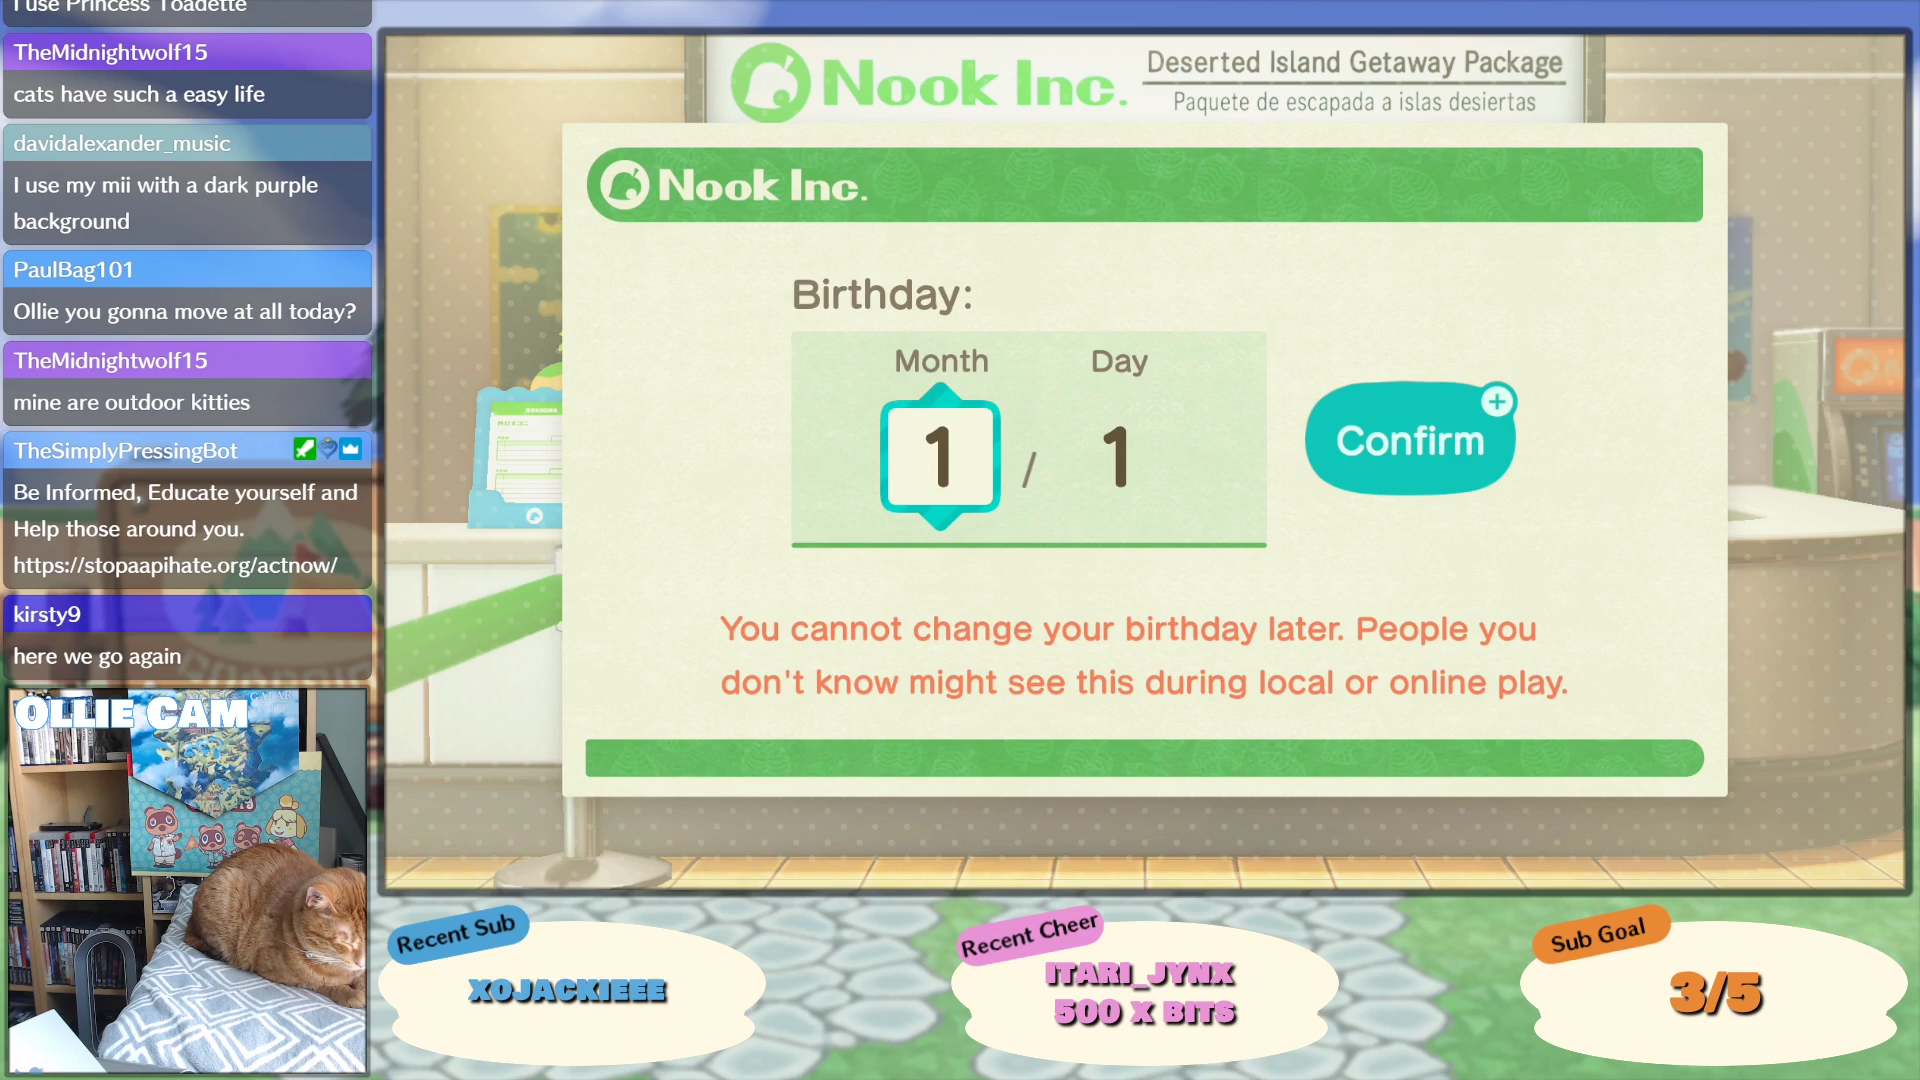 I use Princess Toadette
TheMidnightwolf15
cats have such a easy life
davidalexander_music
I use my mii with a dark purple
background
PaulBag101
Ollie you gonna move at all today?
TheMidnightwolf15
mine are outdoor kitties
TheSimplyPressingBot
Be Informed, Educate yourself and
Help those around you.
https://stopaapihate.org/actnow/
kirsty9
here we go again
OLLIE CAM
Nook Inc.
Deserted Island Getaway Package
Paquete de escapada a islas desiertas
Nook Inc.
Birthday:
Month Day
1 / 1
Confirm
You cannot change your birthday later. People you
don't know might see this during local or online play.
Recent Sub
XOJACKIEEE
Recent Cheer
ITARI_JYNX
500 X BITS
Sub Goal
3/5